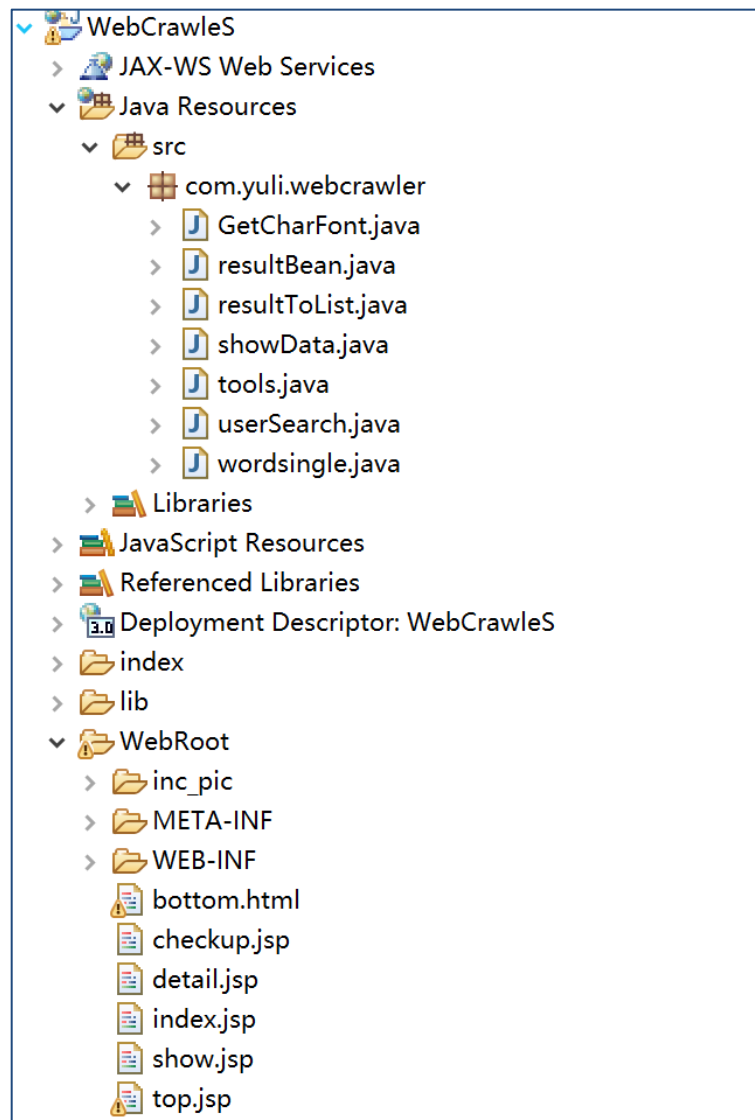 WebCrawleS
JAX-WS Web Services
Java Resources
src
com.yuli.webcrawler
GetCharFont.java
resultBean.java
resultToList.java
showData.java
tools.java
userSearch.java
wordsingle.java
Libraries
JavaScript Resources
Referenced Libraries
3.0 Deployment Descriptor: WebCrawleS
index
lib
WebRoot
inc_pic
META-INF
WEB-INF
bottom.html
checkup.jsp
detail.jsp
index.jsp
show.jsp
top.jsp